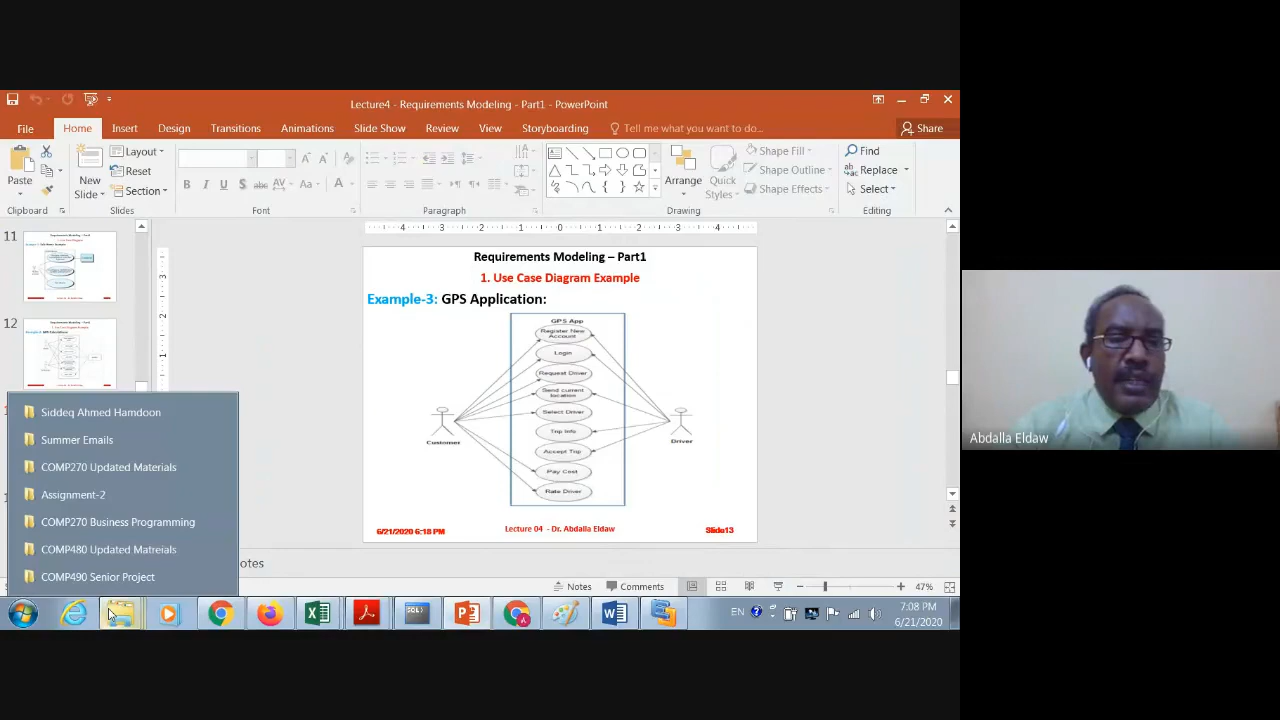 Lecture4 - Requirements Modeling - Part1 - PowerPoint
File Home Insert Design Transitions Animations Slide Show Review View Storyboarding Tell me what you want to do... Share
Paste
New Slide
Layout
Reset
Section
Arrange
Quick Styles
Shape Fill
Shape Outline
Shape Effects
Find
Replace
Select
Clipboard Slides Font Paragraph Drawing Editing
11
12
Requirements Modeling – Part1
1. Use Case Diagram Example
Example-3: GPS Application:
GPS App
Register New Account
Login
Request Driver
Send current location
Select Driver
Trip Info
Accept Trip
Pay Cost
Rate Driver
Customer
Driver
6/21/2020 6:18 PM
Lecture 04 - Dr. Abdalla Eldaw
Slide13
Siddeq Ahmed Hamdoon
Summer Emails
COMP270 Updated Materials
Assignment-2
COMP270 Business Programming
COMP480 Updated Matreials
COMP490 Senior Project
otes
Notes
Comments
47%
EN
7:08 PM
6/21/2020
Abdalla Eldaw